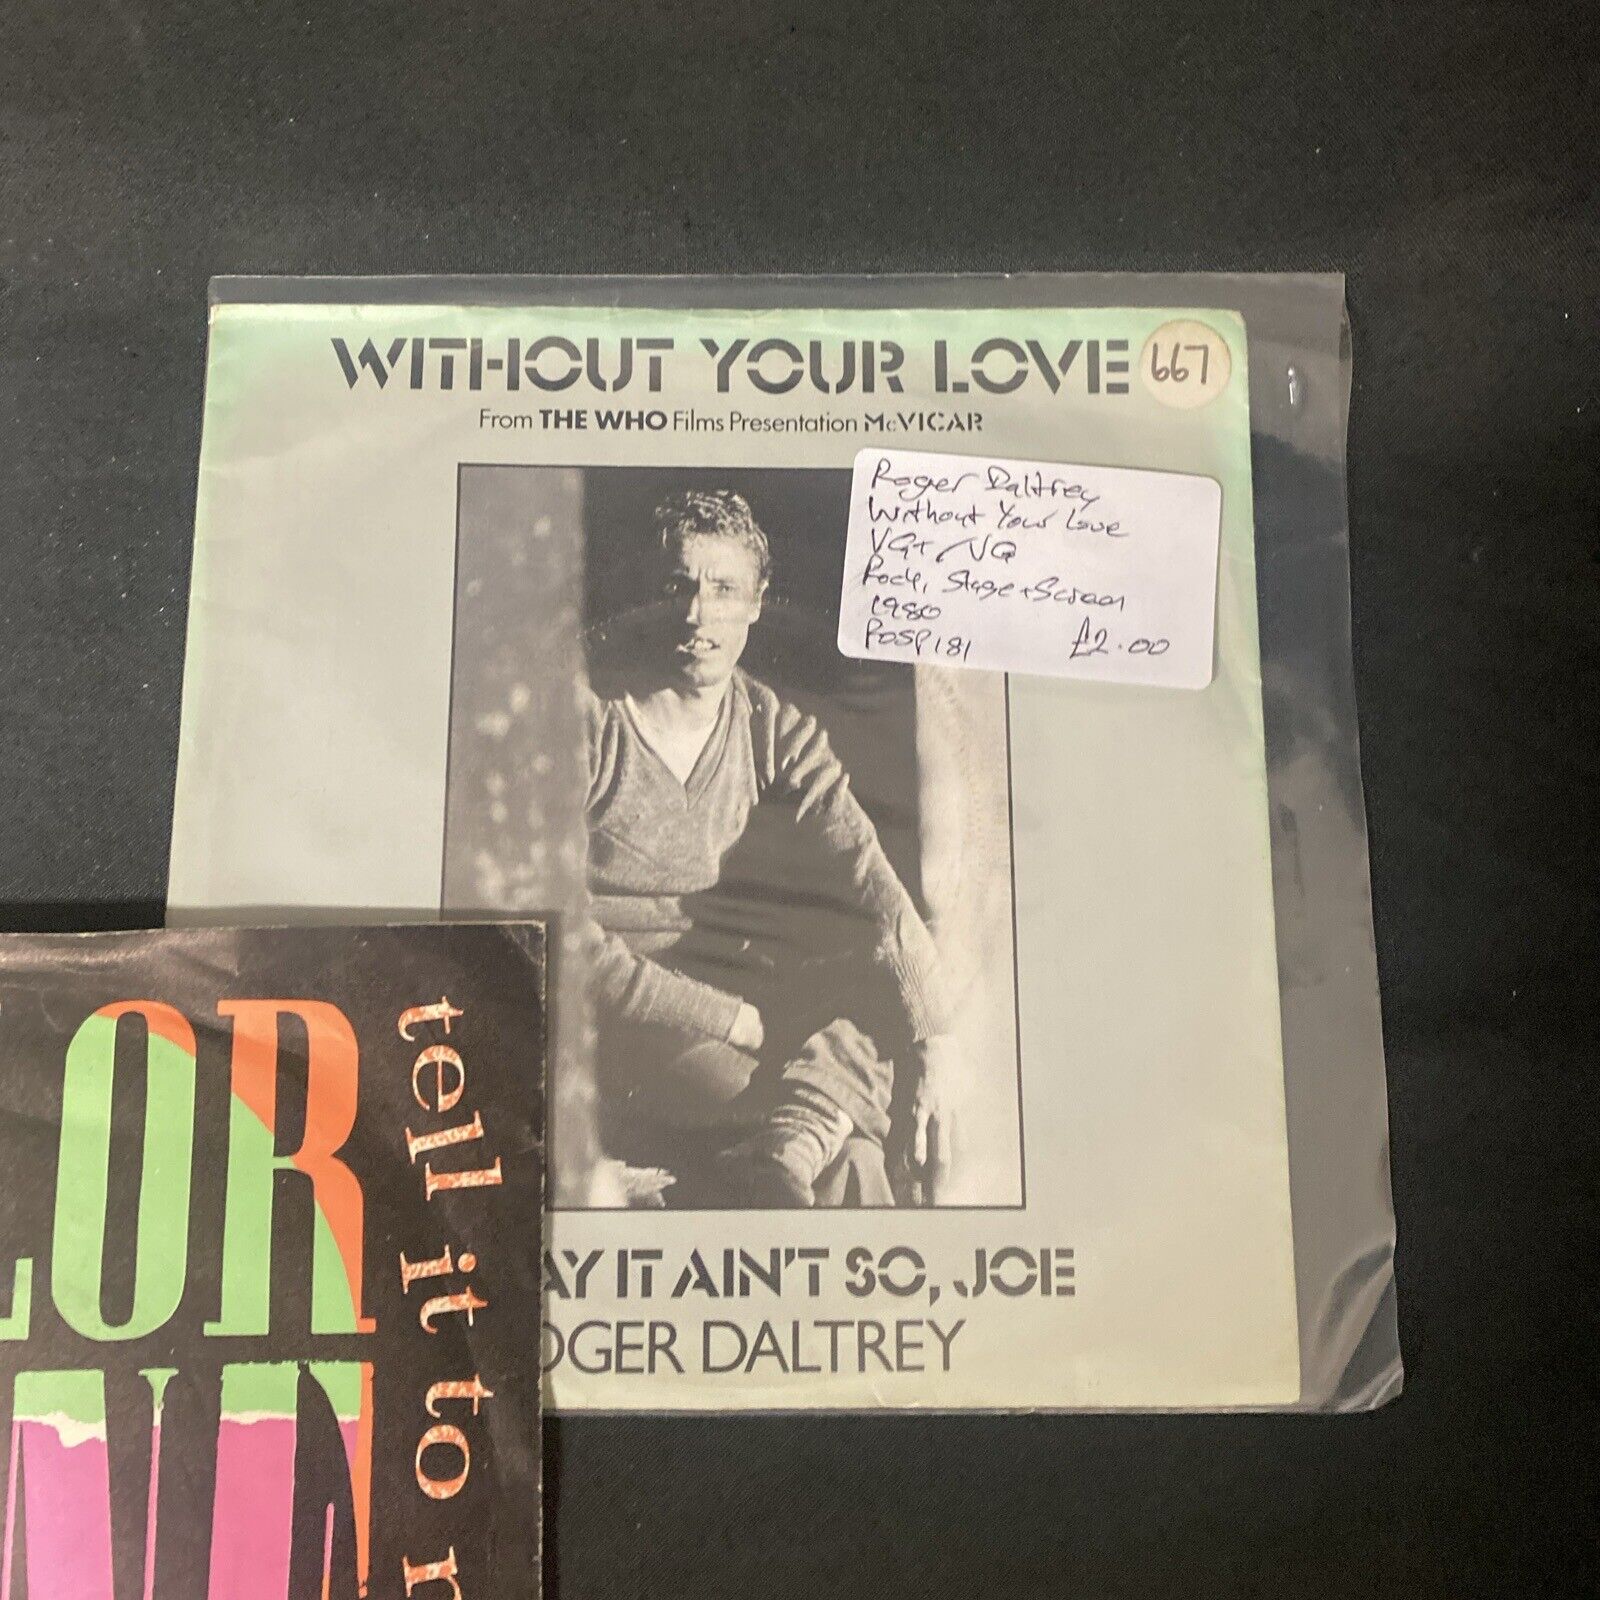 WITHOUT YOUR LOVE
667
From THE WHO Films Presentation McVICAR
Roger Daltrey
Without Your Love
VG+/VG
Rock, Stage+Screen
1980
POSP181 £2.00
AY IT AIN'T SO, JOE
OGER DALTREY
LOR
tell it to